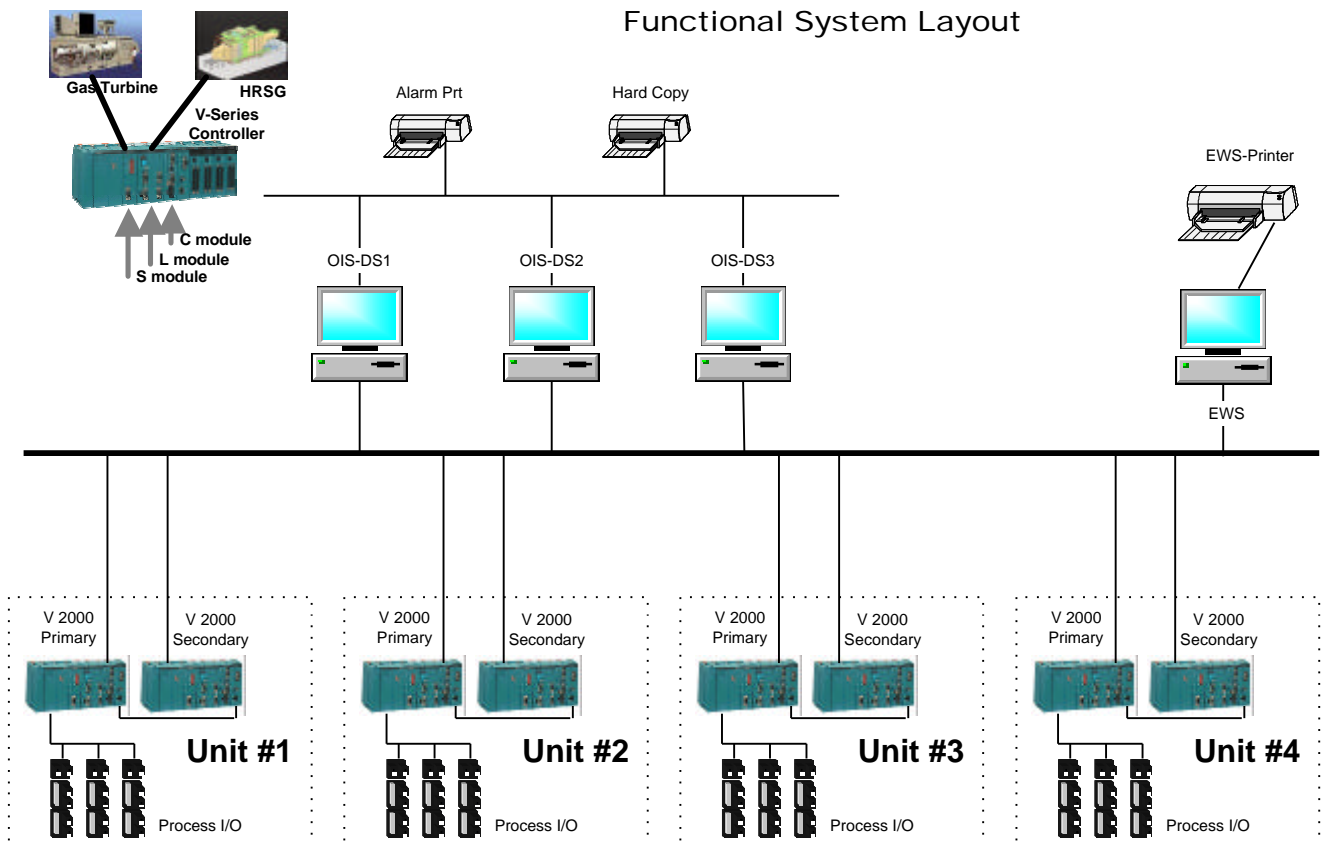 Functional System Layout
Gas Turbine
HRSG
V-Series
Controller
C module
L module
S module
Alarm Prt
Hard Copy
EWS-Printer
OIS-DS1
OIS-DS2
OIS-DS3
EWS
V 2000
Primary
V 2000
Secondary
Unit #1
Process I/O
V 2000
Primary
V 2000
Secondary
Unit #2
Process I/O
V 2000
Primary
V 2000
Secondary
Unit #3
Process I/O
V 2000
Primary
V 2000
Secondary
Unit #4
Process I/O